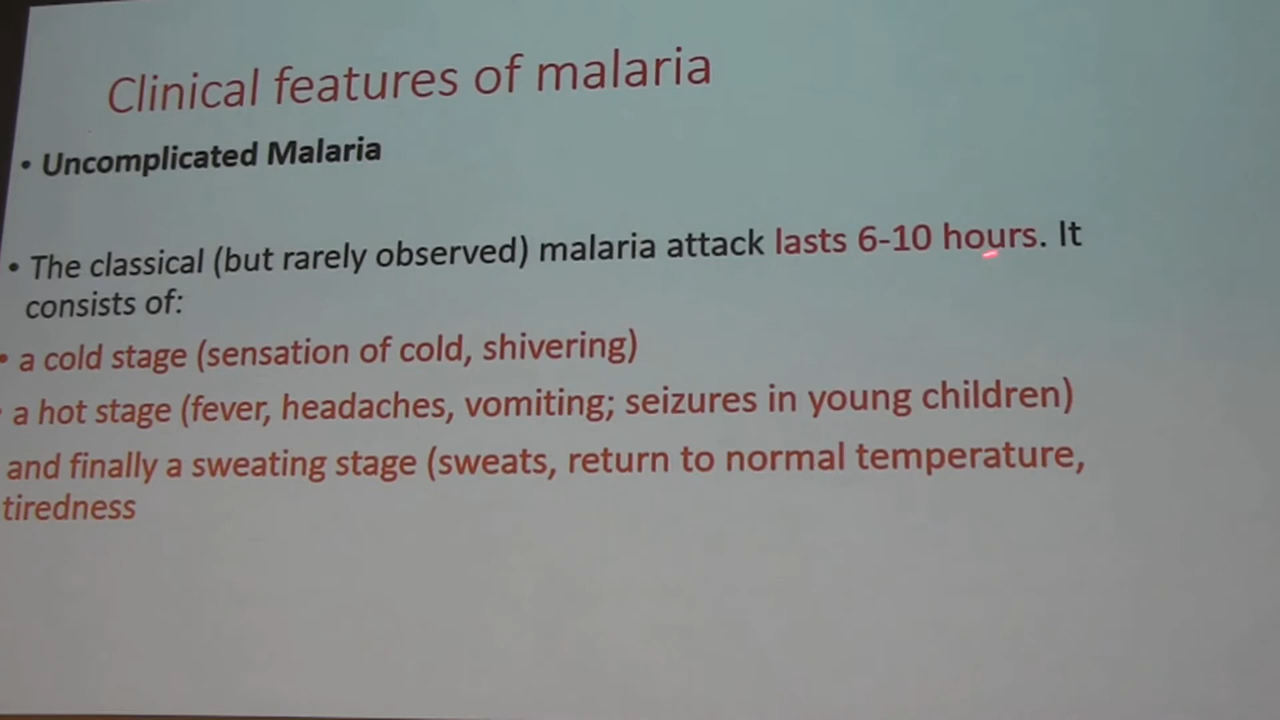 Clinical features of malaria
• Uncomplicated Malaria
• The classical (but rarely observed) malaria attack lasts 6-10 hours. It
consists of:
• a cold stage (sensation of cold, shivering)
• a hot stage (fever, headaches, vomiting; seizures in young children)
and finally a sweating stage (sweats, return to normal temperature,
tiredness